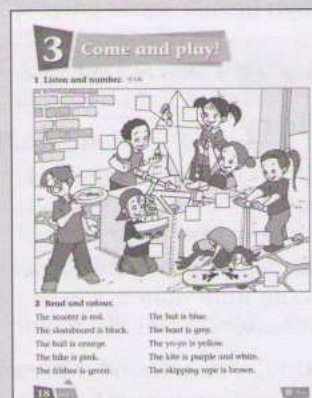 3 Come and play!
1 Listen and number.
2 Read and colour.
The scooter is red.
The skateboard is black.
The ball is orange.
The bike is pink.
The frisbee is green.
The bat is blue.
The boat is grey.
The yo-yo is yellow.
The kite is purple and white.
The skipping rope is brown.
18